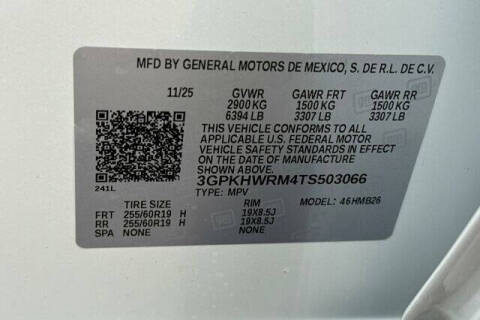 MFD BY GENERAL MOTORS DE MEXICO, S. DE R.L. DE C.V.
11/25 GVWR GAWR FRT GAWR RR
2900 KG 1500 KG 1500 KG
6394 LB 3307 LB 3307 LB
THIS VEHICLE CONFORMS TO ALL
APPLICABLE U.S. FEDERAL MOTOR
VEHICLE SAFETY STANDARDS
IN EFFECT ON THE DATE OF
MANUFACTURE SHOWN ABOVE.
3GPKHWRM4TS503066
241L TYPE: MPV
TIRE SIZE RIM MODEL: 46HMB26
FRT 255/60R19 H 19X8.5J
RR 255/60R19 H 19X8.5J
SPA NONE NONE